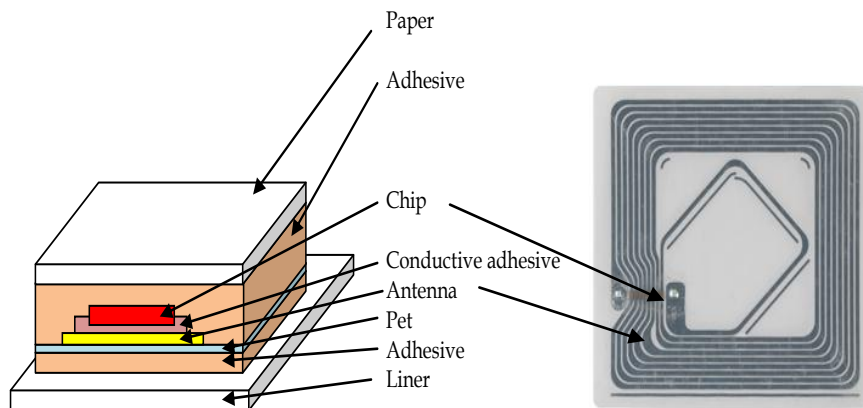 Paper
Adhesive
Chip
Conductive adhesive
Antenna
Pet
Adhesive
Liner